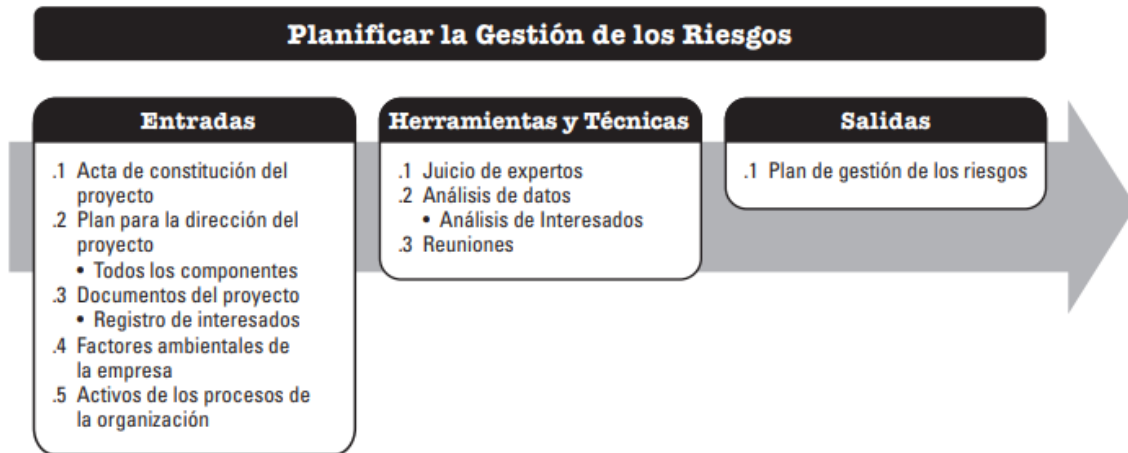 Planificar la Gestión de los Riesgos
Entradas
.1 Acta de constitución del
proyecto
.2 Plan para la dirección del
proyecto
• Todos los componentes
.3 Documentos del proyecto
• Registro de interesados
.4 Factores ambientales de
la empresa
.5 Activos de los procesos de
la organización
Herramientas y Técnicas
.1 Juicio de expertos
.2 Análisis de datos
• Análisis de Interesados
.3 Reuniones
Salidas
.1 Plan de gestión de los riesgos